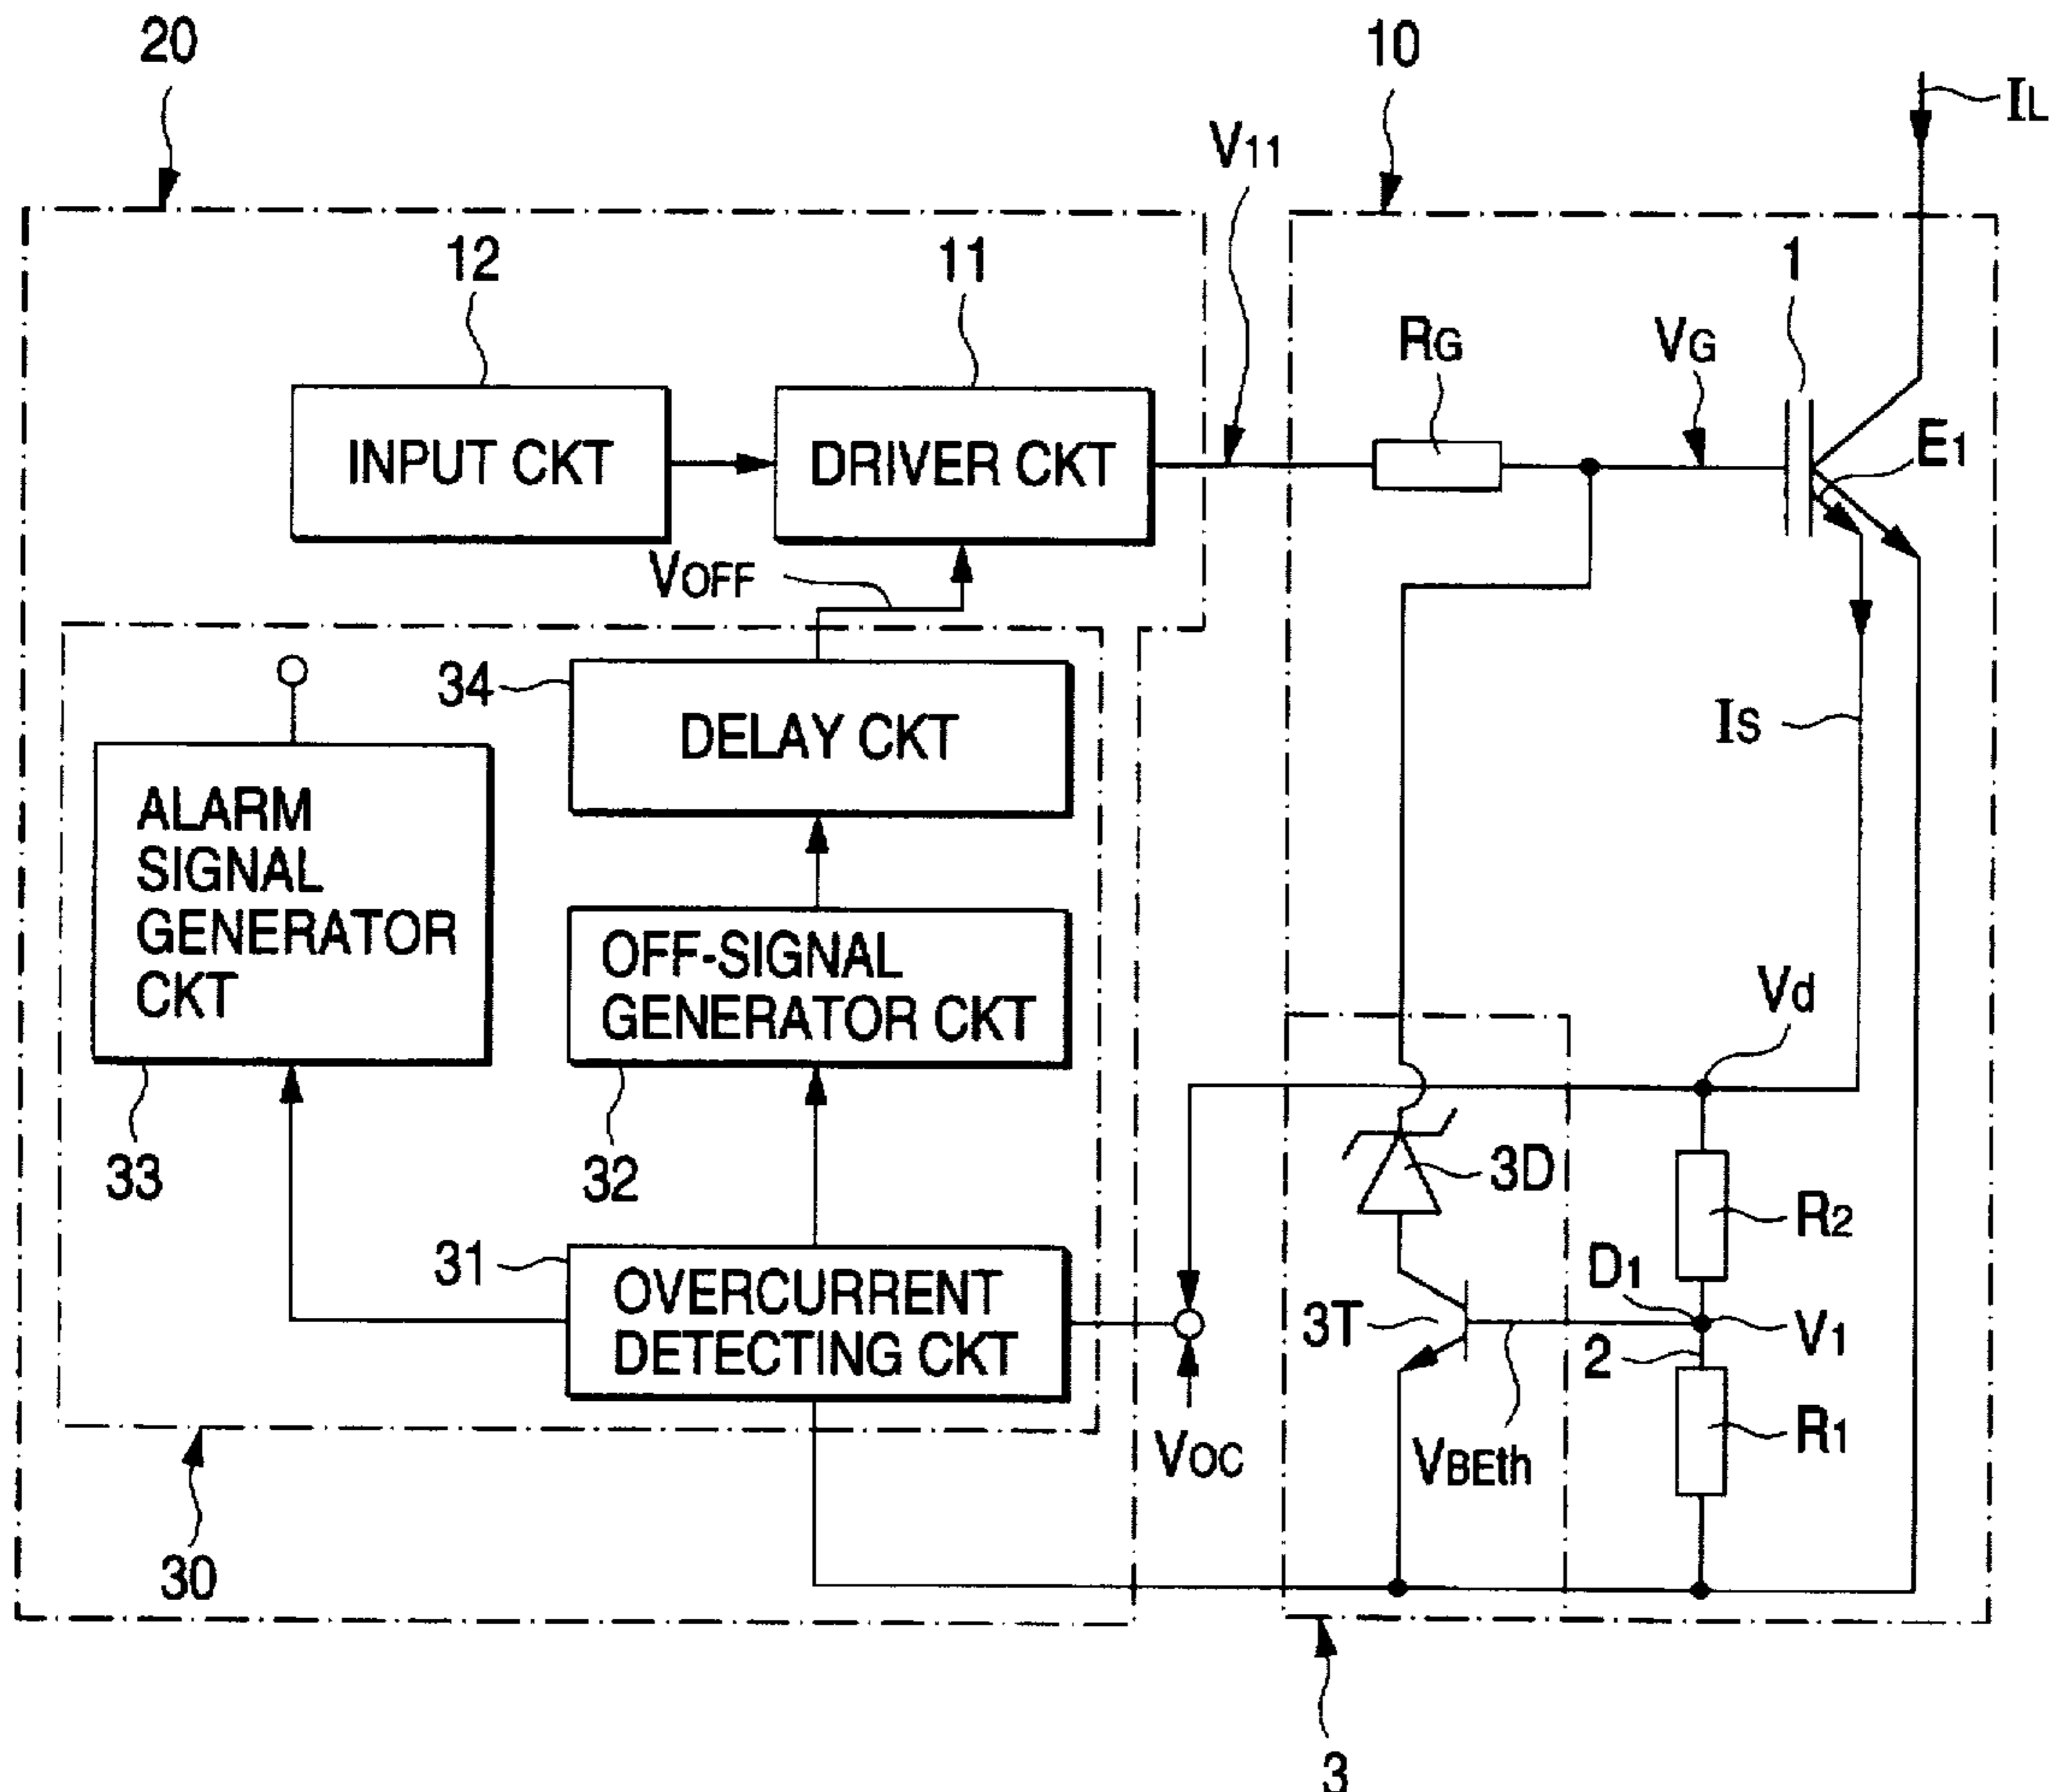 20
10
IL
V11
12
11
1
RG
VG
E1
INPUT CKT
DRIVER CKT
VOFF
34
DELAY CKT
IS
ALARM
SIGNAL
GENERATOR
CKT
OFF-SIGNAL
GENERATOR CKT
Vd
33
32
3D
R2
31
OVERCURRENT
DETECTING CKT
D1
3T
2
V1
VOC
VBEth
R1
30
3